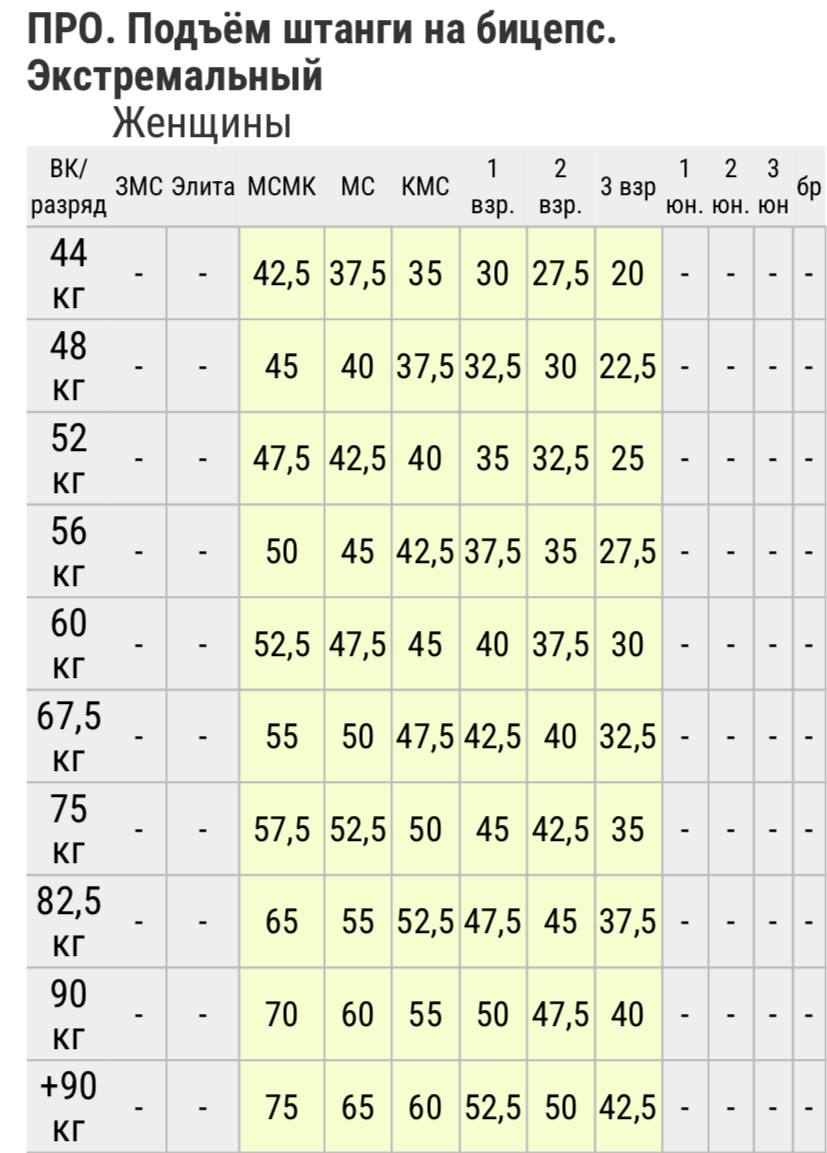 ПРО. Подъём штанги на бицепс.
Экстремальный
Женщины
ВК/разряд ЗМС Элита МСМК МС КМС 1 взр. 2 взр. 3 взр 1 юн. 2 юн. 3 юн бр
44 кг - - 42,5 37,5 35 30 27,5 20 - - - -
48 кг - - 45 40 37,5 32,5 30 22,5 - - - -
52 кг - - 47,5 42,5 40 35 32,5 25 - - - -
56 кг - - 50 45 42,5 37,5 35 27,5 - - - -
60 кг - - 52,5 47,5 45 40 37,5 30 - - - -
67,5 кг - - 55 50 47,5 42,5 40 32,5 - - - -
75 кг - - 57,5 52,5 50 45 42,5 35 - - - -
82,5 кг - - 65 55 52,5 47,5 45 37,5 - - - -
90 кг - - 70 60 55 50 47,5 40 - - - -
+90 кг - - 75 65 60 52,5 50 42,5 - - - -